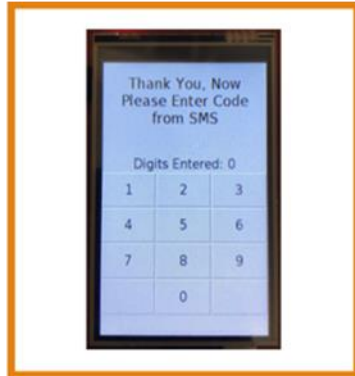 Thank You, Now
Please Enter Code
from SMS
Digits Entered: 0
1 2 3
4 5 6
7 8 9
0